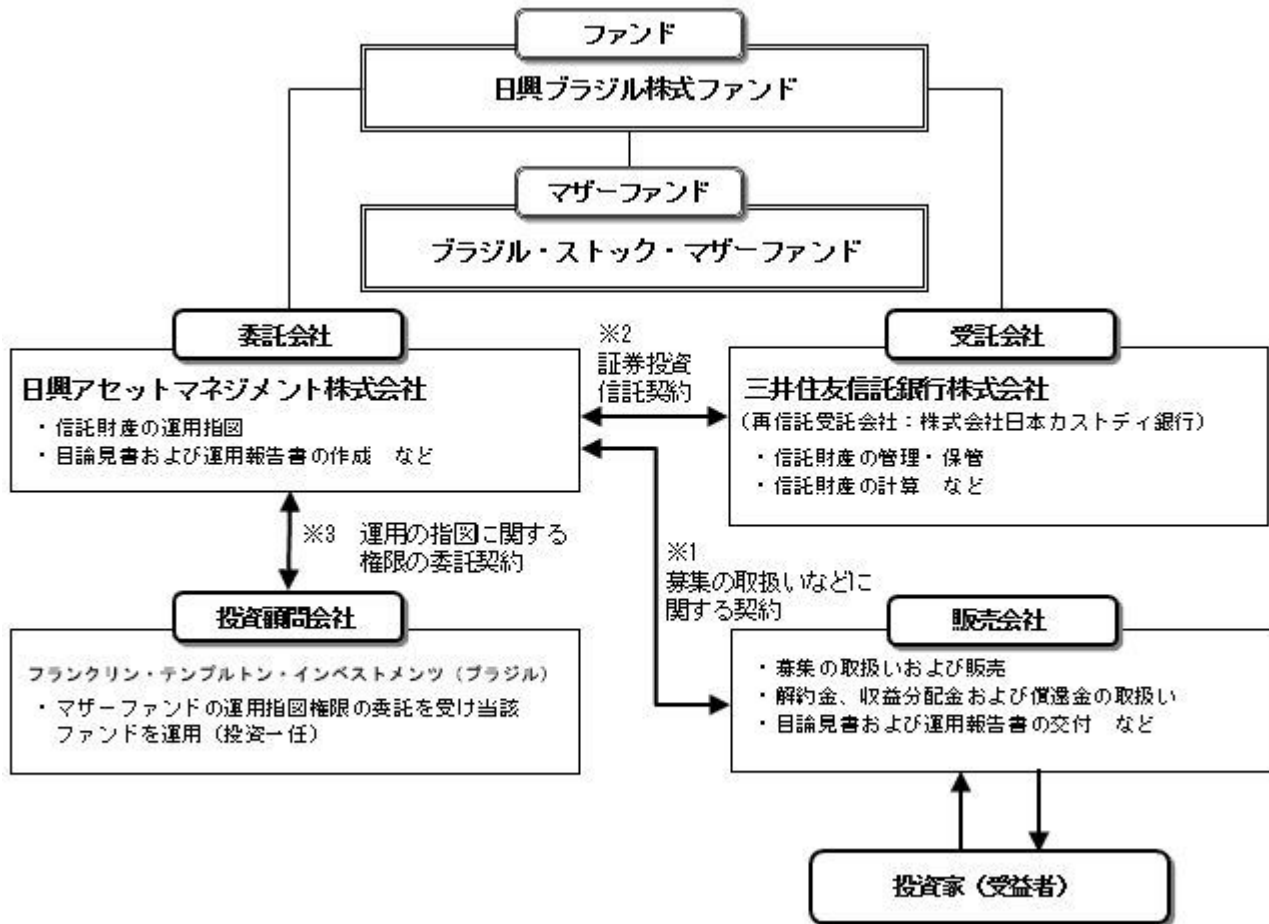 ファンド
日興ブラジル株式ファンド
マザーファンド
ブラジル・ストック・マザーファンド
委託会社
日興アセットマネジメント株式会社
・信託財産の運用指図
・目論見書および運用報告書の作成 など
※2
証券投資
信託契約
受託会社
三井住友信託銀行株式会社
(再信託受託会社:株式会社日本カストディ銀行)
・信託財産の管理・保管
・信託財産の計算 など
※3 運用の指図に関する
権限の委託契約
※1
募集の取扱いなどに
関する契約
投資顧問会社
フランクリン・テンプルトン・インベストメンツ(ブラジル)
・マザーファンドの運用指図権限の委託を受け当該
ファンドを運用(投資一任)
販売会社
・募集の取扱いおよび販売
・解約金、収益分配金および償還金の取扱い
・目論見書および運用報告書の交付 など
投資家(受益者)